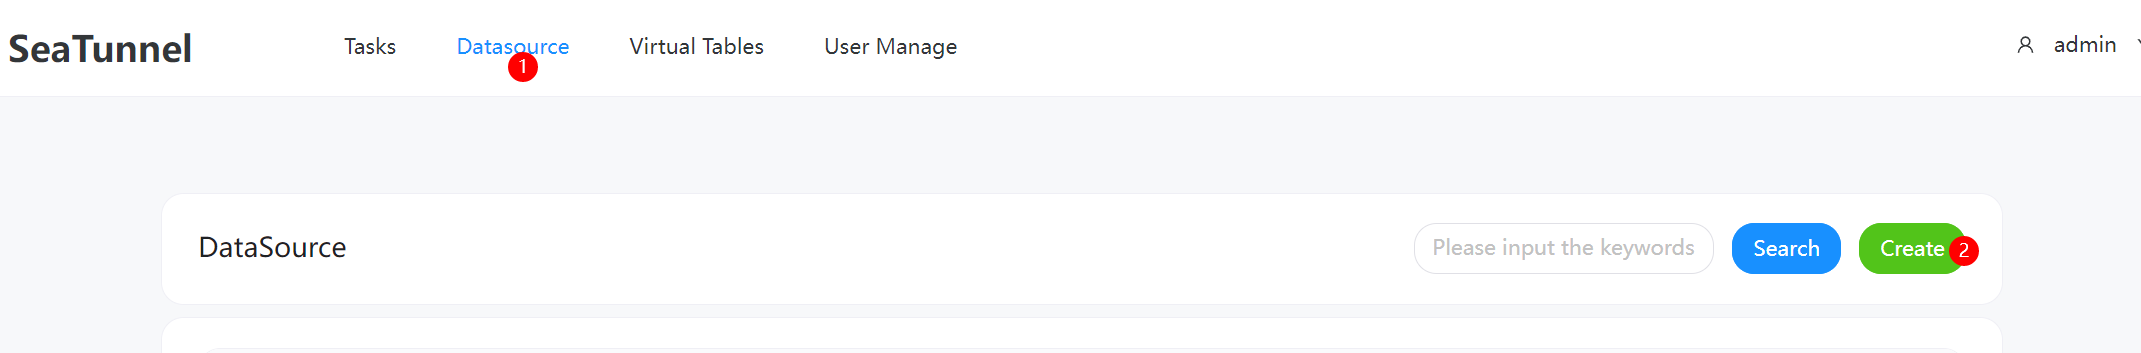 SeaTunnel Tasks Datasource Virtual Tables User Manage admin
1
DataSource Please input the keywords Search Create 2